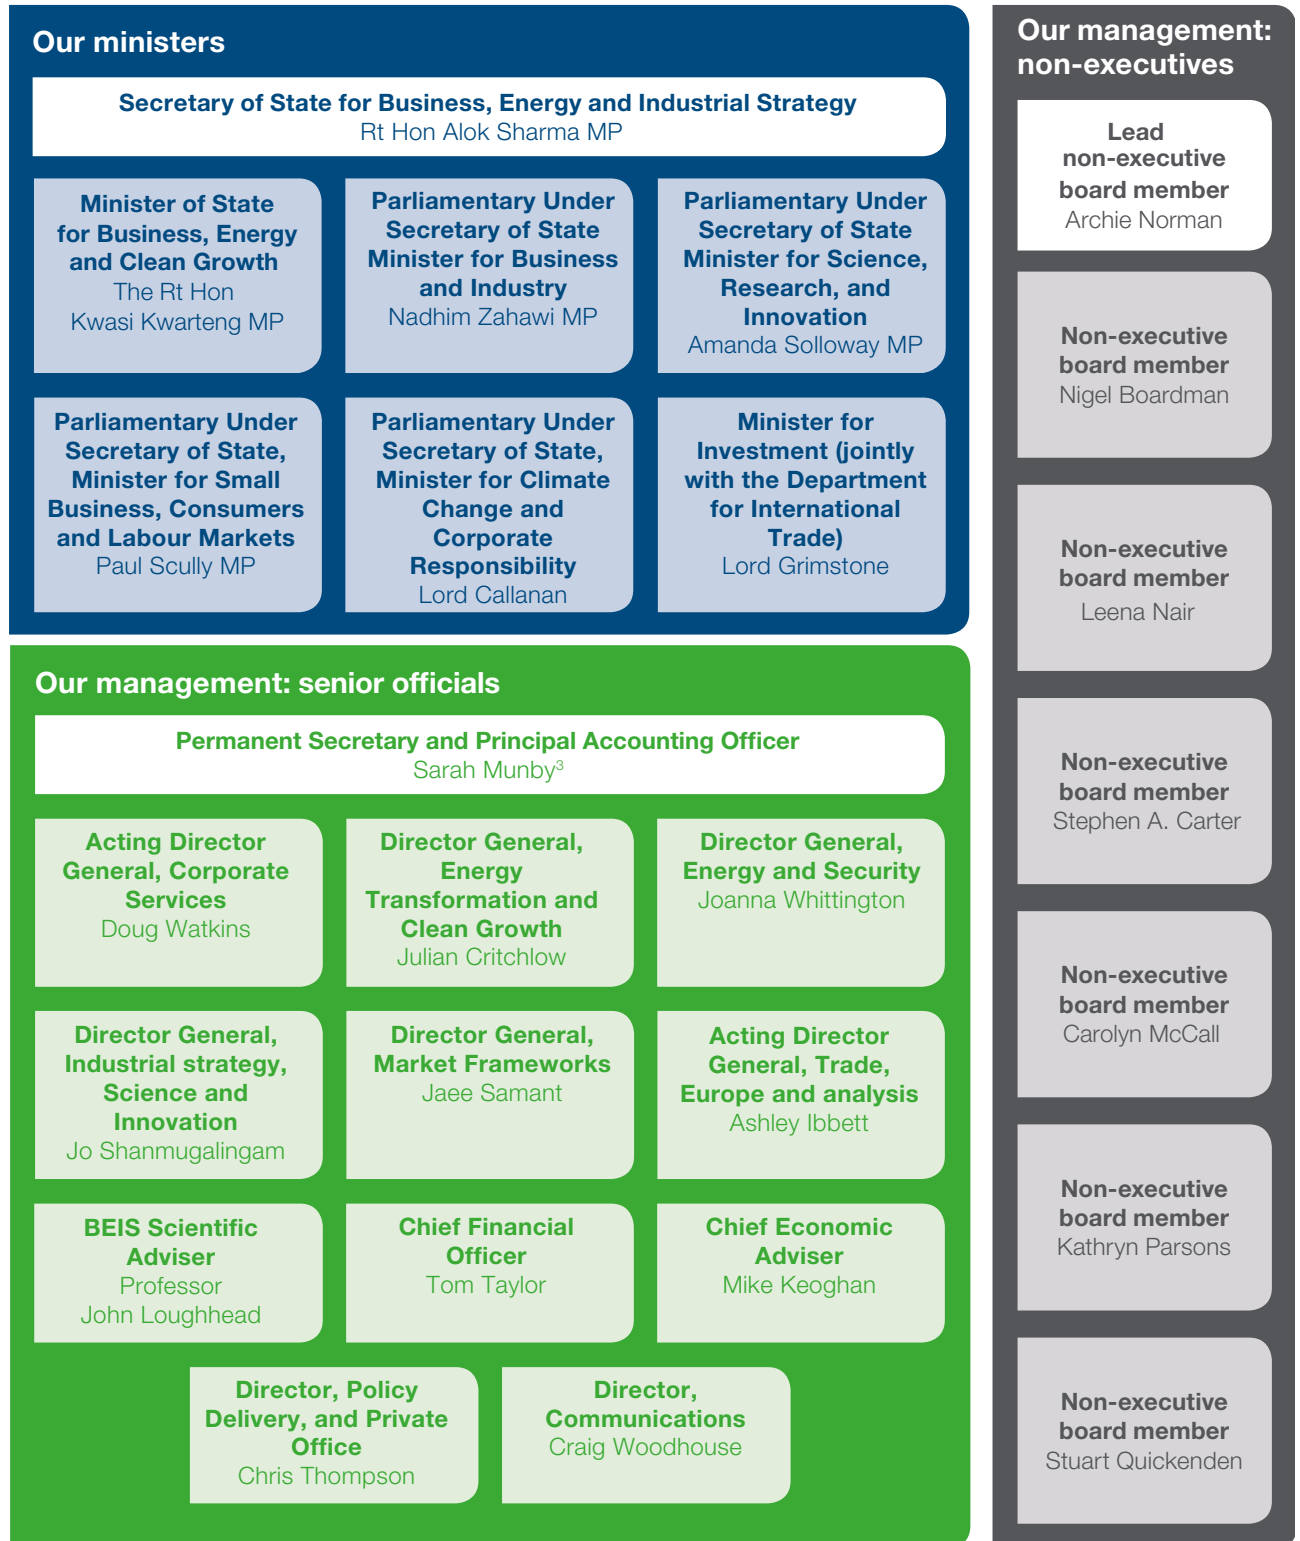 Our ministers
Secretary of State for Business, Energy and Industrial Strategy
Rt Hon Alok Sharma MP
Minister of State
for Business, Energy
and Clean Growth
The Rt Hon
Kwasi Kwarteng MP
Parliamentary Under
Secretary of State
Minister for Business
and Industry
Nadhim Zahawi MP
Parliamentary Under
Secretary of State
Minister for Science,
Research, and
Innovation
Amanda Solloway MP
Parliamentary Under
Secretary of State,
Minister for Small
Business, Consumers
and Labour Markets
Paul Scully MP
Parliamentary Under
Secretary of State,
Minister for Climate
Change and
Corporate
Responsibility
Lord Callanan
Minister for
Investment (jointly
with the Department
for International
Trade)
Lord Grimstone
Our management: senior officials
Permanent Secretary and Principal Accounting Officer
Sarah Munby³
Acting Director
General, Corporate
Services
Doug Watkins
Director General,
Energy
Transformation and
Clean Growth
Julian Critchlow
Director General,
Energy and Security
Joanna Whittington
Director General,
Industrial strategy,
Science and
Innovation
Jo Shanmugalingam
Director General,
Market Frameworks
Jaee Samant
Acting Director
General, Trade,
Europe and analysis
Ashley Ibbett
BEIS Scientific
Adviser
Professor
John Loughhead
Chief Financial
Officer
Tom Taylor
Chief Economic
Adviser
Mike Keoghan
Director, Policy
Delivery, and Private
Office
Chris Thompson
Director,
Communications
Craig Woodhouse
Our management:
non-executives
Lead
non-executive
board member
Archie Norman
Non-executive
board member
Nigel Boardman
Non-executive
board member
Leena Nair
Non-executive
board member
Stephen A. Carter
Non-executive
board member
Carolyn McCall
Non-executive
board member
Kathryn Parsons
Non-executive
board member
Stuart Quickenden